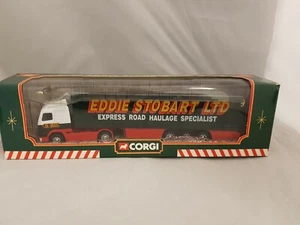 EDDIE STOBART LTD
EXPRESS ROAD HAULAGE SPECIALIST
CORGI